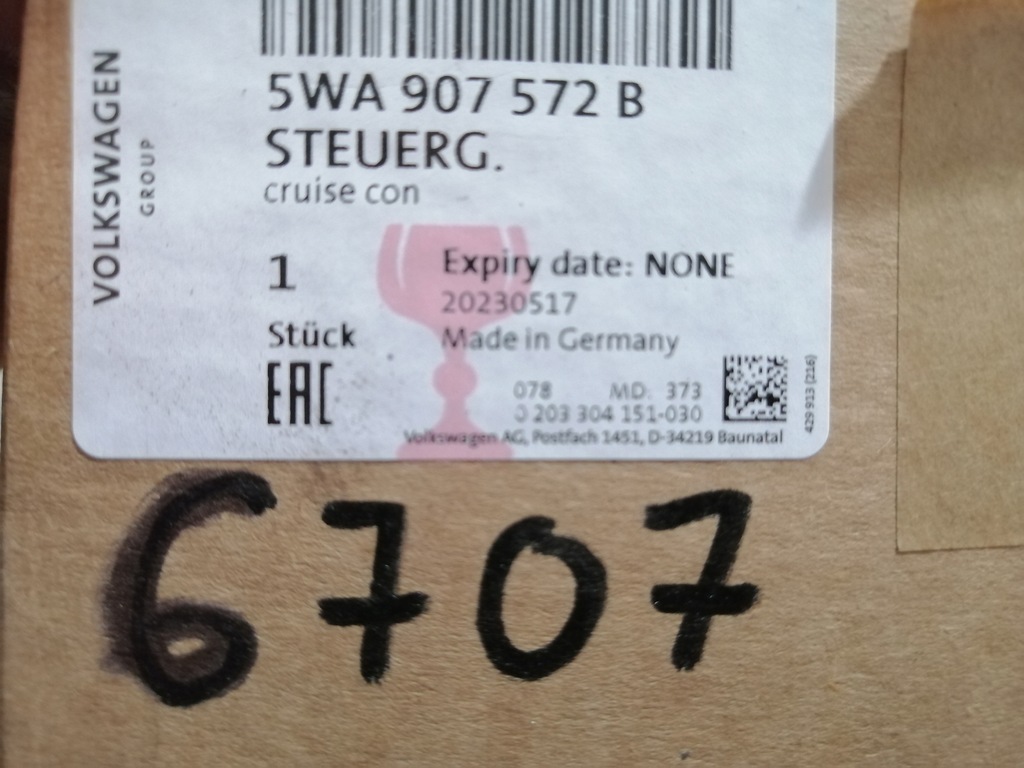 VOLKSWAGEN
GROUP
5WA 907 572 B
STEUERG.
cruise con
1
Expiry date: NONE
20230517
Stück
Made in Germany
EAC
078 MD. 373
0 203 304 151-030
Volkswagen AG, Postfach 1451, D-34219 Baunatal
429 913 (216)
6707